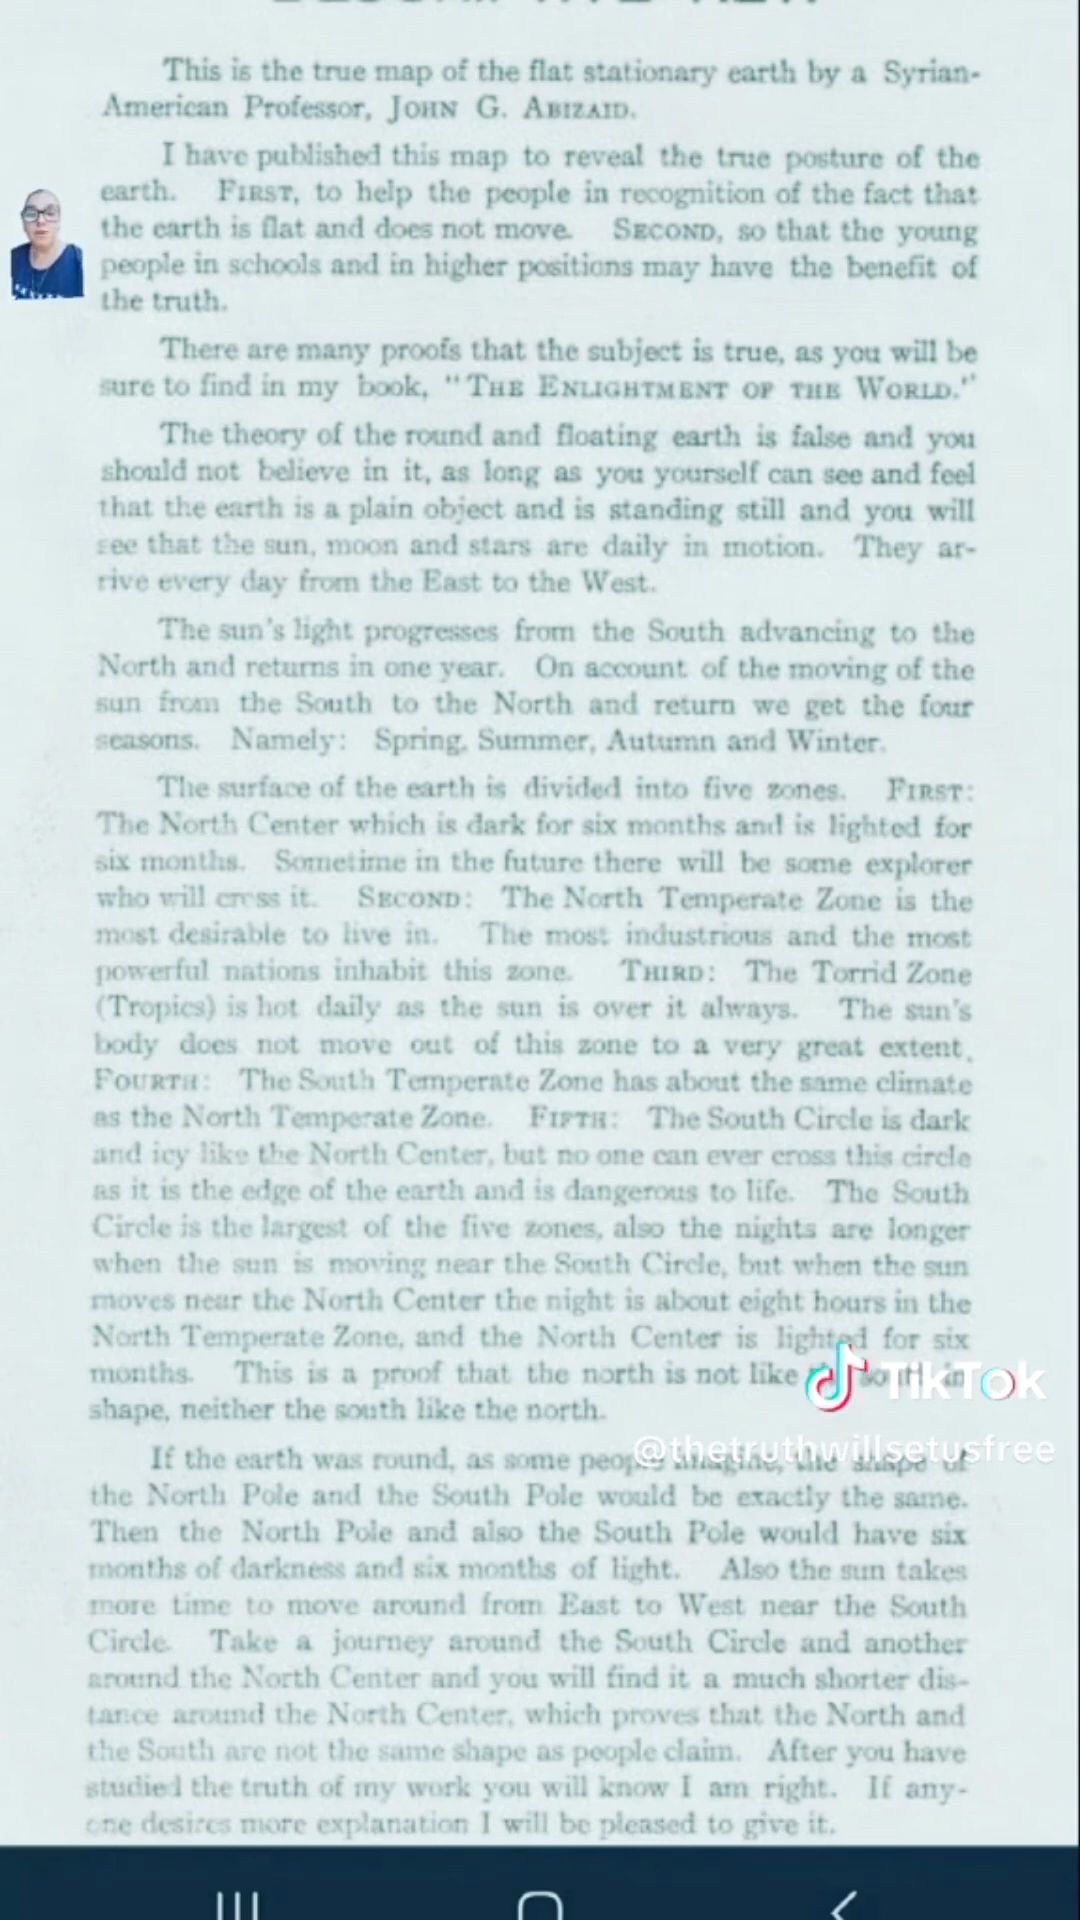 This is the true map of the flat stationary earth by a Syrian-
American Professor, JOHN G. ABIZAID.
I have published this map to reveal the true posture of the
earth. FIRST, to help the people in recognition of the fact that
the earth is flat and does not move. SECOND, so that the young
people in schools and in higher positions may have the benefit of
the truth.
There are many proofs that the subject is true, as you will be
sure to find in my book, "THE ENLIGHTMENT OF THE WORLD."
The theory of the round and floating earth is false and you
should not believe in it, as long as you yourself can see and feel
that the earth is a plain object and is standing still and you will
see that the sun, moon and stars are daily in motion. They ar-
rive every day from the East to the West.
The sun's light progresses from the South advancing to the
North and returns in one year. On account of the moving of the
sun from the South to the North and return we get the four
seasons. Namely: Spring, Summer, Autumn and Winter.
The surface of the earth is divided into five zones. FIRST:
The North Center which is dark for six months and is lighted for
six months. Sometime in the future there will be some explorer
who will cross it. SECOND: The North Temperate Zone is the
most desirable to live in. The most industrious and the most
powerful nations inhabit this zone. THIRD: The Torrid Zone
(Tropics) is hot daily as the sun is over it always. The sun's
body does not move out of this zone to a very great extent.
FOURTH: The South Temperate Zone has about the same climate
as the North Temperate Zone. FIFTH: The South Circle is dark
and icy like the North Center, but no one can ever cross this circle
as it is the edge of the earth and is dangerous to life. The South
Circle is the largest of the five zones, also the nights are longer
when the sun is moving near the South Circle, but when the sun
moves near the North Center the night is about eight hours in the
North Temperate Zone, and the North Center is lighted for six
months. This is a proof that the north is not like south in
TikTok
shape, neither the south like the north.
@thetruthwillsetusfree
If the earth was round, as some people imagine, the shape of
the North Pole and the South Pole would be exactly the same.
Then the North Pole and also the South Pole would have six
months of darkness and six months of light. Also the sun takes
more time to move around from East to West near the South
Circle. Take a journey around the South Circle and another
around the North Center and you will find it a much shorter dis-
tance around the North Center, which proves that the North and
the South are not the same shape as people claim. After you have
studied the truth of my work you will know I am right. If any-
one desires more explanation I will be pleased to give it.